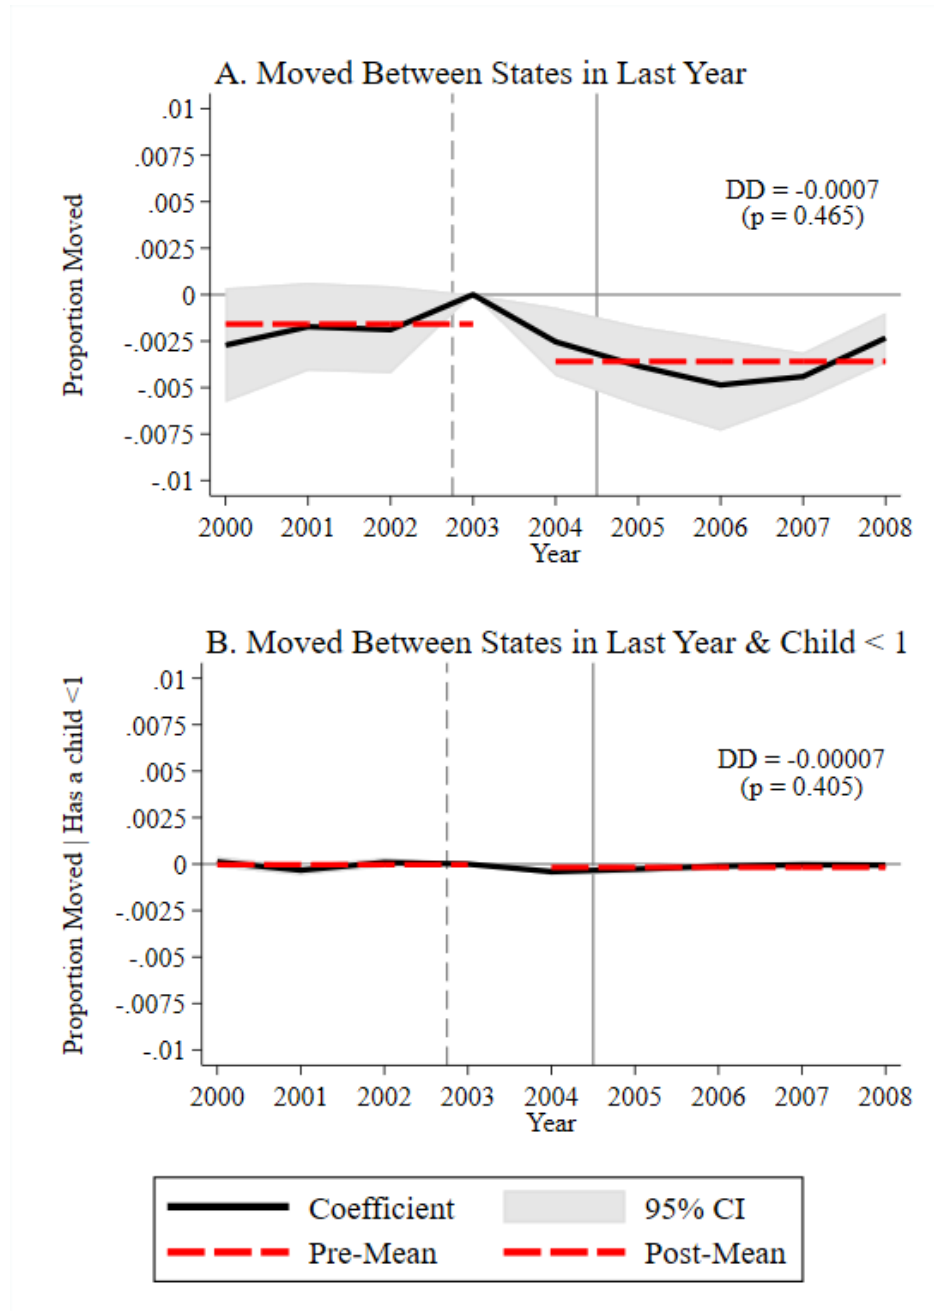 A. Moved Between States in Last Year
Proportion Moved
.01
.0075
.005
.0025
0
-.0025
-.005
-.0075
-.01
DD = -0.0007
(p = 0.465)
2000 2001 2002 2003 2004 2005 2006 2007 2008
Year
B. Moved Between States in Last Year & Child < 1
Proportion Moved | Has a child <1
.01
.0075
.005
.0025
0
-.0025
-.005
-.0075
-.01
DD = -0.00007
(p = 0.405)
2000 2001 2002 2003 2004 2005 2006 2007 2008
Year
Coefficient 95% CI
Pre-Mean Post-Mean